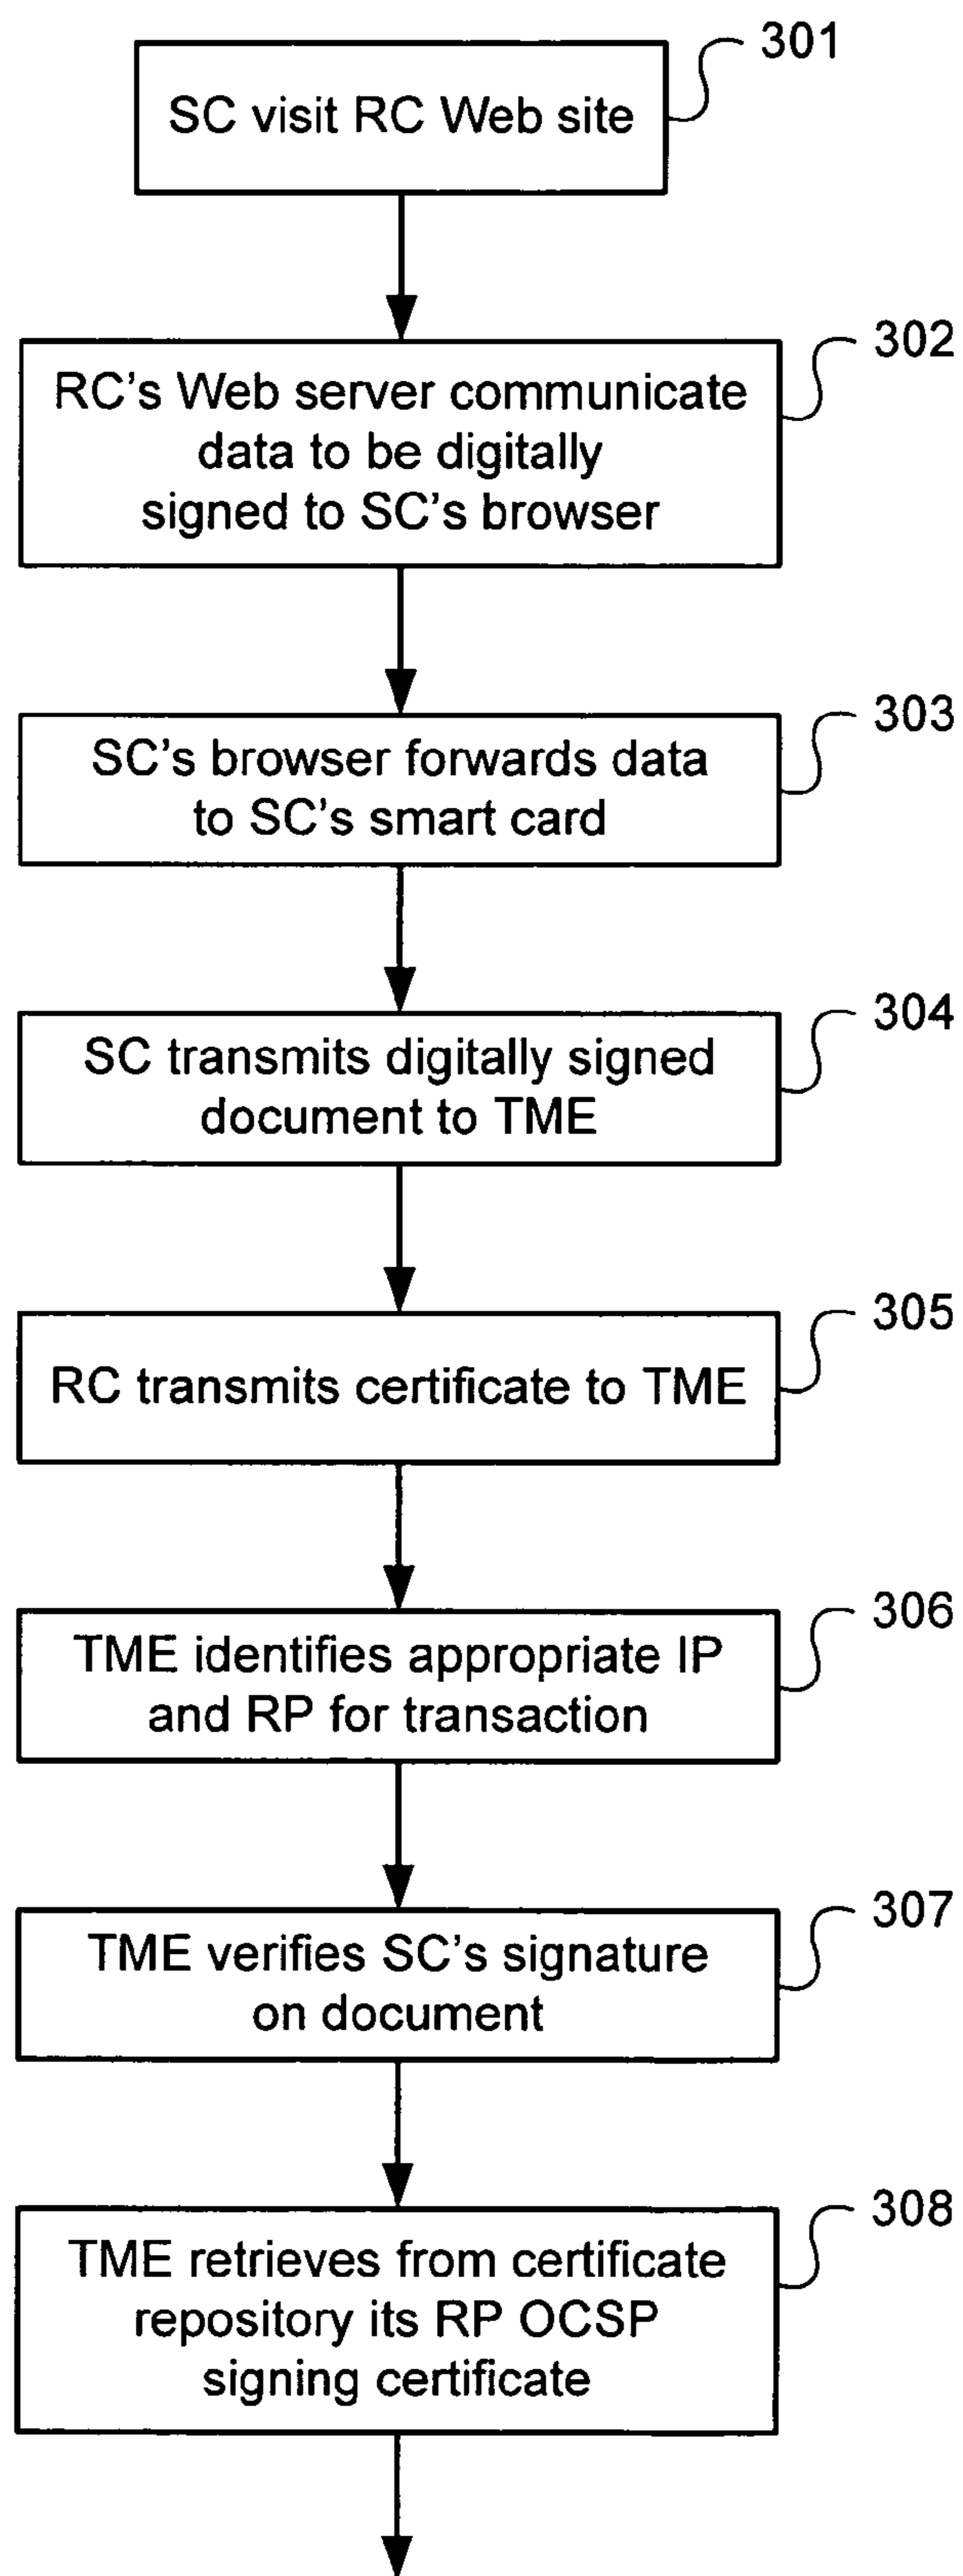 301
SC visit RC Web site
302
RC's Web server communicate
data to be digitally
signed to SC's browser
303
SC's browser forwards data
to SC's smart card
304
SC transmits digitally signed
document to TME
305
RC transmits certificate to TME
306
TME identifies appropriate IP
and RP for transaction
307
TME verifies SC's signature
on document
308
TME retrieves from certificate
repository its RP OCSP
signing certificate